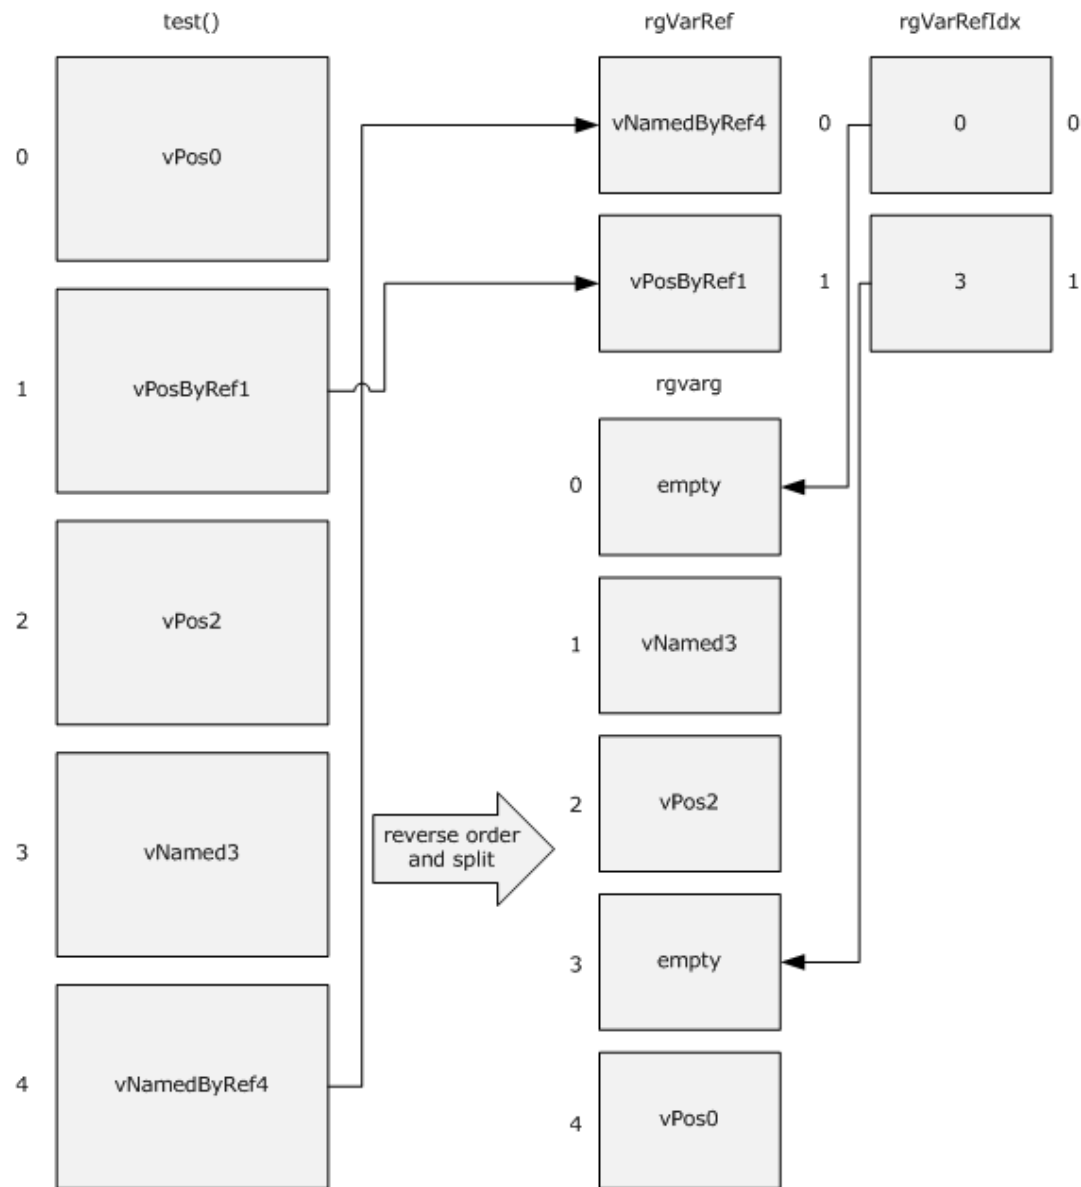 test()
rgVarRef
rgVarRefIdx
0
vPos0
vNamedByRef4
0
0
0
1
vPosByRef1
vPosByRef1
1
3
1
rgvarg
0
empty
2
vPos2
1
vNamed3
3
vNamed3
reverse order
and split
2
vPos2
3
empty
4
vNamedByRef4
4
vPos0